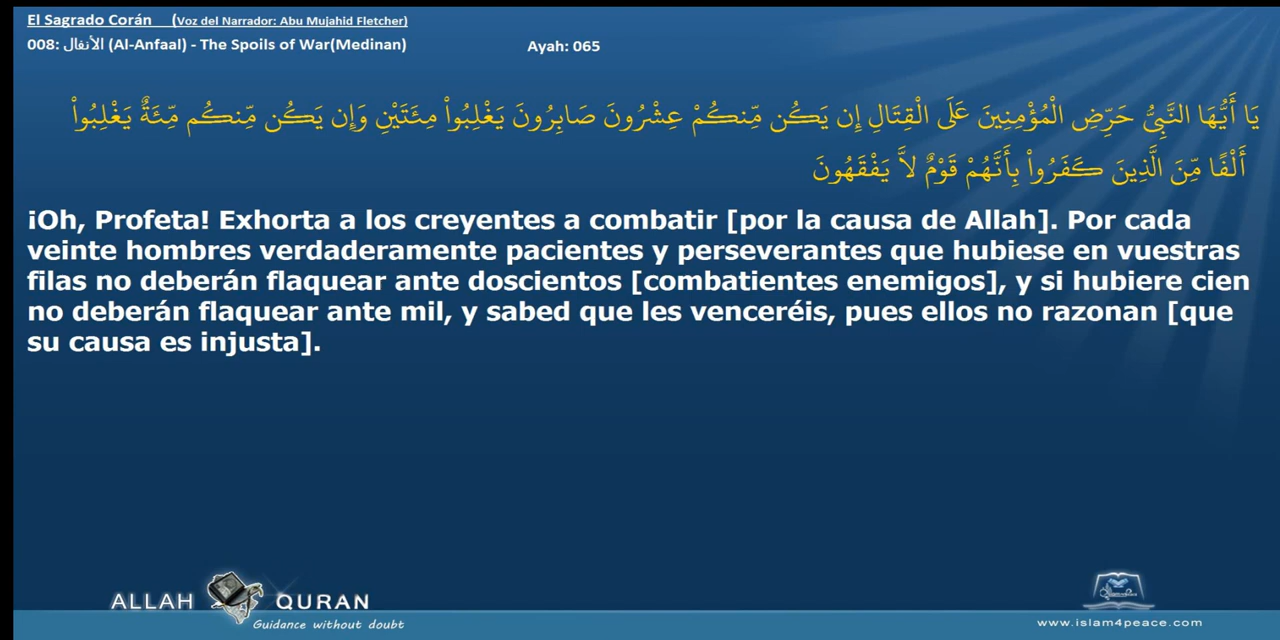 El Sagrado Corán (Voz del Narrador: Abu Mujahid Fletcher)
008: الأنفال (Al-Anfaal) - The Spoils of War(Medinan) Ayah: 065
يَا أَيُّهَا النَّبِيُّ حَرِّضِ الْمُؤْمِنِينَ عَلَى الْقِتَالِ إِن يَكُن مِّنكُمْ عِشْرُونَ صَابِرُونَ يَغْلِبُواْ مِئَتَيْنِ وَإِن يَكُن مِّنكُم مِّئَةٌ يَغْلِبُواْ
أَلْفًا مِّنَ الَّذِينَ كَفَرُواْ بِأَنَّهُمْ قَوْمٌ لاَّ يَفْقَهُونَ
¡Oh, Profeta! Exhorta a los creyentes a combatir [por la causa de Allah]. Por cada
veinte hombres verdaderamente pacientes y perseverantes que hubiese en vuestras
filas no deberán flaquear ante doscientos [combatientes enemigos], y si hubiere cien
no deberán flaquear ante mil, y sabed que les venceréis, pues ellos no razonan [que
su causa es injusta].
ALLAH QURAN
Guidance without doubt
www.islam4peace.com